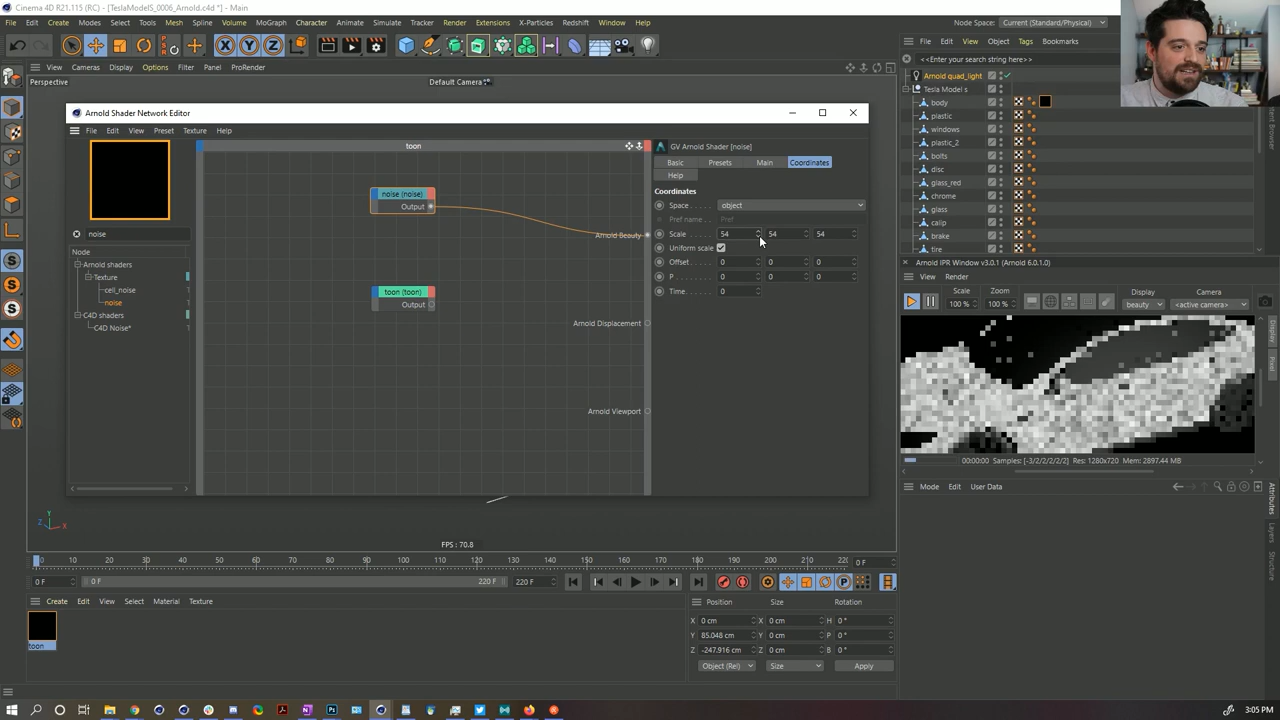 Cinema 4D R21.115 (RC) - [TeslaModelS_0006_Arnold.c4d *] - Main
File Edit Create Modes Select Tools Mesh Spline Volume MoGraph Character Animate Simulate Tracker Render Extensions X-Particles Redshift Window Help Node Space: Current (Standard/Physical)
X Y Z
File Edit View Object Tags Bookmarks
<<Enter your search string here>>
View Cameras Display Options Filter Panel ProRender
Perspective
Default Camera
Arnold quad_light
Tesla Model s
body
plastic
windows
plastic_2
bolts
disc
glass_red
chrome
glass
calip
brake
tire
Arnold Shader Network Editor
File Edit View Preset Texture Help
noise
Node
Arnold shaders
Texture
cell_noise
noise
C4D shaders
C4D Noise*
toon
noise (noise)
Output
toon (toon)
Output
Arnold Beauty
Arnold Displacement
Arnold Viewport
GV Arnold Shader [noise]
Basic Presets Main Coordinates
Help
Coordinates
Space object
Pref name Pref
Scale 54 54 54
Uniform scale
Offset 0 0 0
P 0 0 0
Time 0
Arnold IPR Window v3.0.1 (Arnold 6.0.1.0)
View Render
Scale Zoom Display Camera
100 % 100 % beauty <active camera>
00:00:00 Samples: [-3/2/2/2/2/2] Res: 1280x720 Mem: 2897.44 MB
Mode Edit User Data
Content Browser
Display
Pixel
Attributes
Layers
Structure
FPS : 70.8
0 10 20 30 40 50 60 70 80 90 100 110 120 130 140 150 160 170 180 190 200 210 220 0 F
0 F 0 F 220 F 220 F
Create Edit View Select Material Texture
toon
Position Size Rotation
X 0 cm X 0 cm H 0 °
Y 85.048 cm Y 0 cm P 0 °
Z -247.916 cm Z 0 cm B 0 °
Object (Rel) Size Apply
3:05 PM